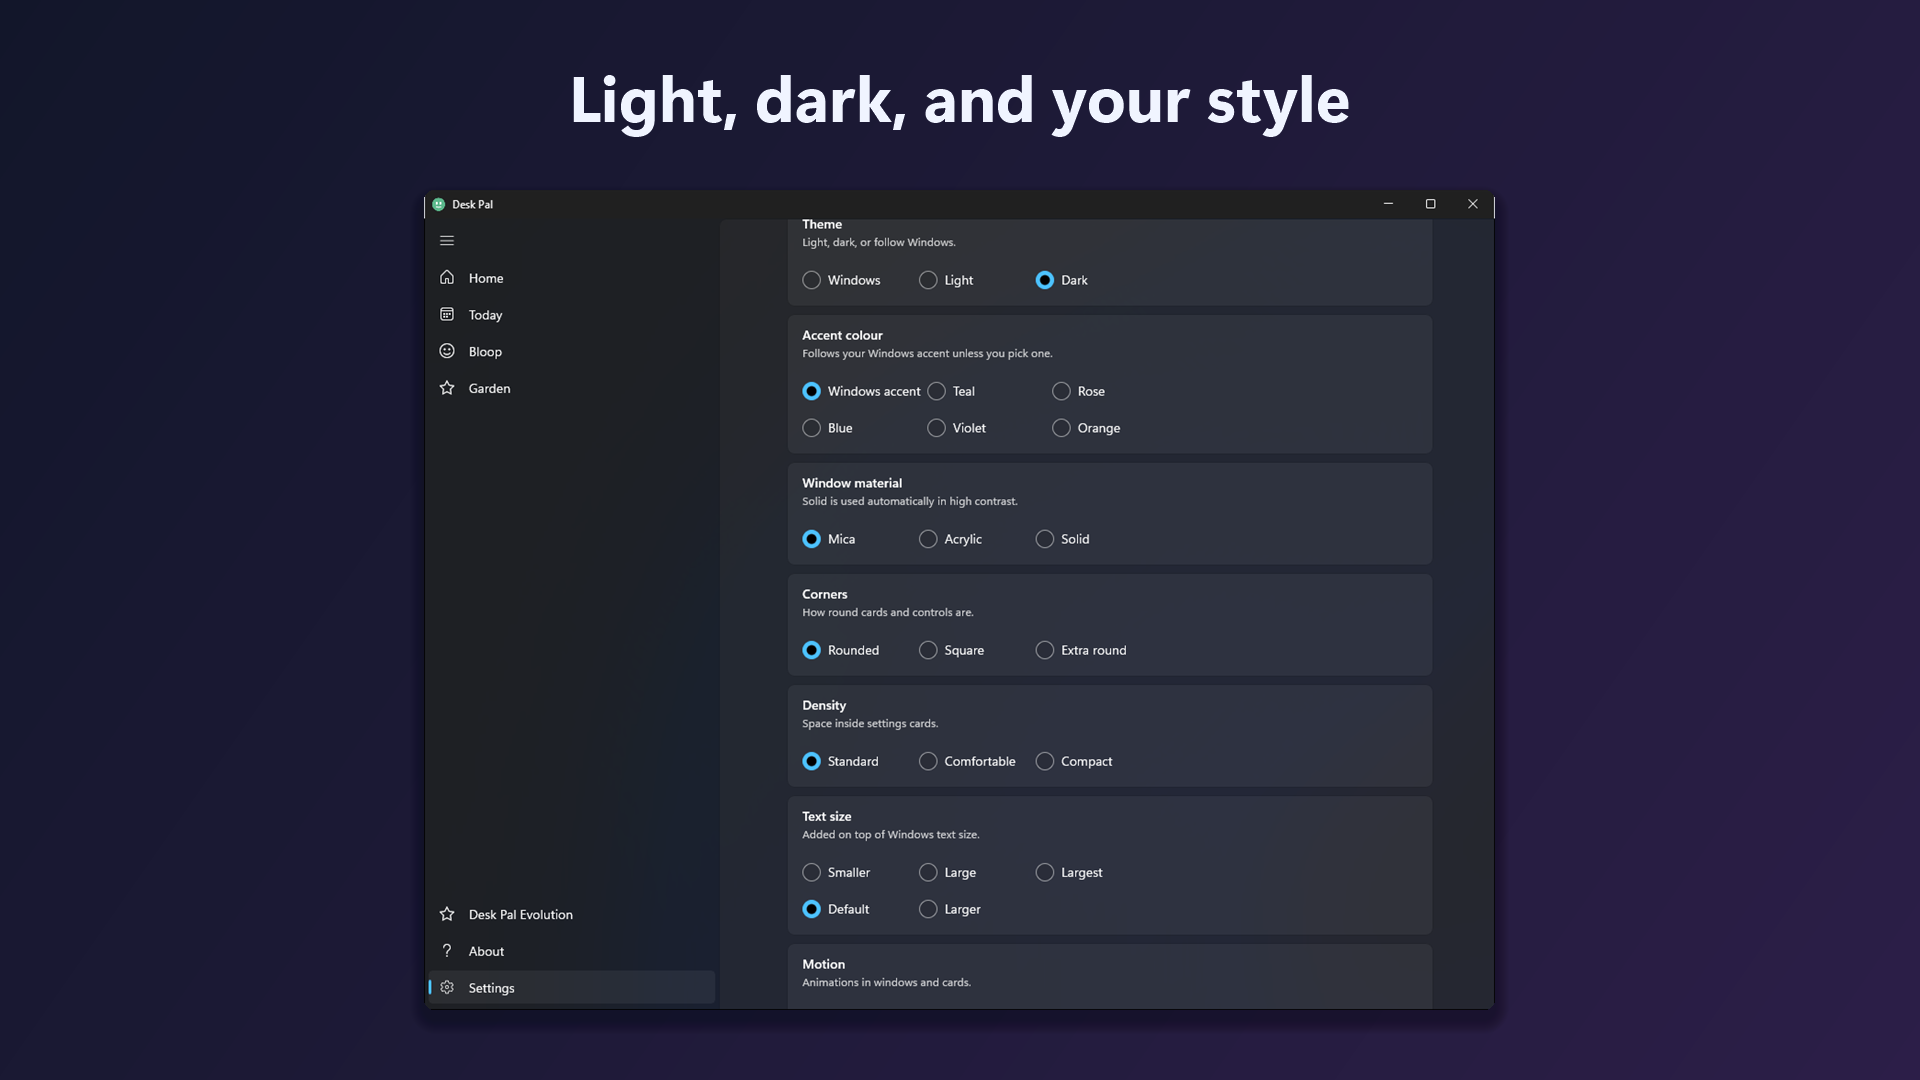 Light, dark, and your style
Desk Pal
Home
Today
Bloop
Garden
Desk Pal Evolution
? About
Settings
Theme
Light, dark, or follow Windows.
Windows Light Dark
Accent colour
Follows your Windows accent unless you pick one.
Windows accent Teal Rose
Blue Violet Orange
Window material
Solid is used automatically in high contrast.
Mica Acrylic Solid
Corners
How round cards and controls are.
Rounded Square Extra round
Density
Space inside settings cards.
Standard Comfortable Compact
Text size
Added on top of Windows text size.
Smaller Large Largest
Default Larger
Motion
Animations in windows and cards.